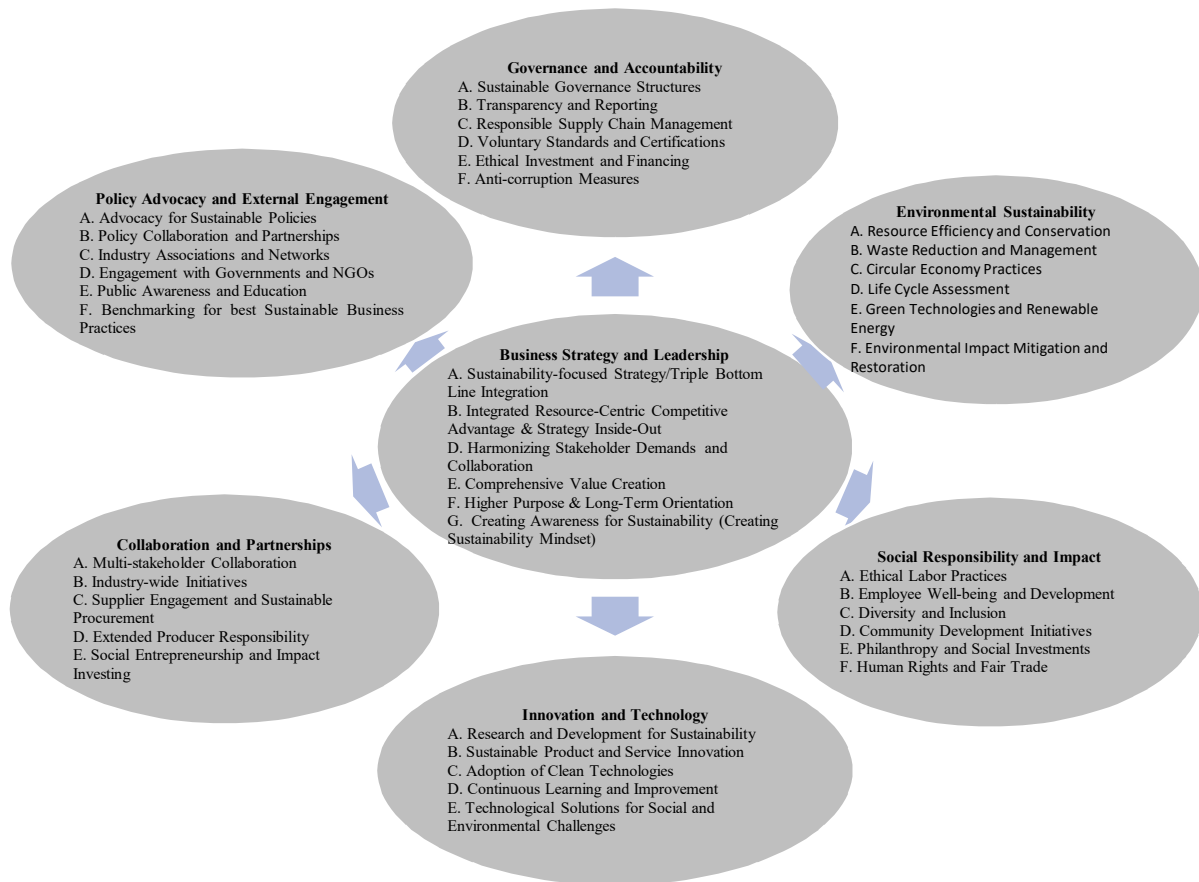 Governance and Accountability
A. Sustainable Governance Structures
B. Transparency and Reporting
C. Responsible Supply Chain Management
D. Voluntary Standards and Certifications
E. Ethical Investment and Financing
F. Anti-corruption Measures
Policy Advocacy and External Engagement
A. Advocacy for Sustainable Policies
B. Policy Collaboration and Partnerships
C. Industry Associations and Networks
D. Engagement with Governments and NGOs
E. Public Awareness and Education
F. Benchmarking for best Sustainable Business
Practices
Environmental Sustainability
A. Resource Efficiency and Conservation
B. Waste Reduction and Management
C. Circular Economy Practices
D. Life Cycle Assessment
E. Green Technologies and Renewable
Energy
F. Environmental Impact Mitigation and
Restoration
Business Strategy and Leadership
A. Sustainability-focused Strategy/Triple Bottom
Line Integration
B. Integrated Resource-Centric Competitive
Advantage & Strategy Inside-Out
D. Harmonizing Stakeholder Demands and
Collaboration
E. Comprehensive Value Creation
F. Higher Purpose & Long-Term Orientation
G. Creating Awareness for Sustainability (Creating
Sustainability Mindset)
Collaboration and Partnerships
A. Multi-stakeholder Collaboration
B. Industry-wide Initiatives
C. Supplier Engagement and Sustainable
Procurement
D. Extended Producer Responsibility
E. Social Entrepreneurship and Impact
Investing
Social Responsibility and Impact
A. Ethical Labor Practices
B. Employee Well-being and Development
C. Diversity and Inclusion
D. Community Development Initiatives
E. Philanthropy and Social Investments
F. Human Rights and Fair Trade
Innovation and Technology
A. Research and Development for Sustainability
B. Sustainable Product and Service Innovation
C. Adoption of Clean Technologies
D. Continuous Learning and Improvement
E. Technological Solutions for Social and
Environmental Challenges